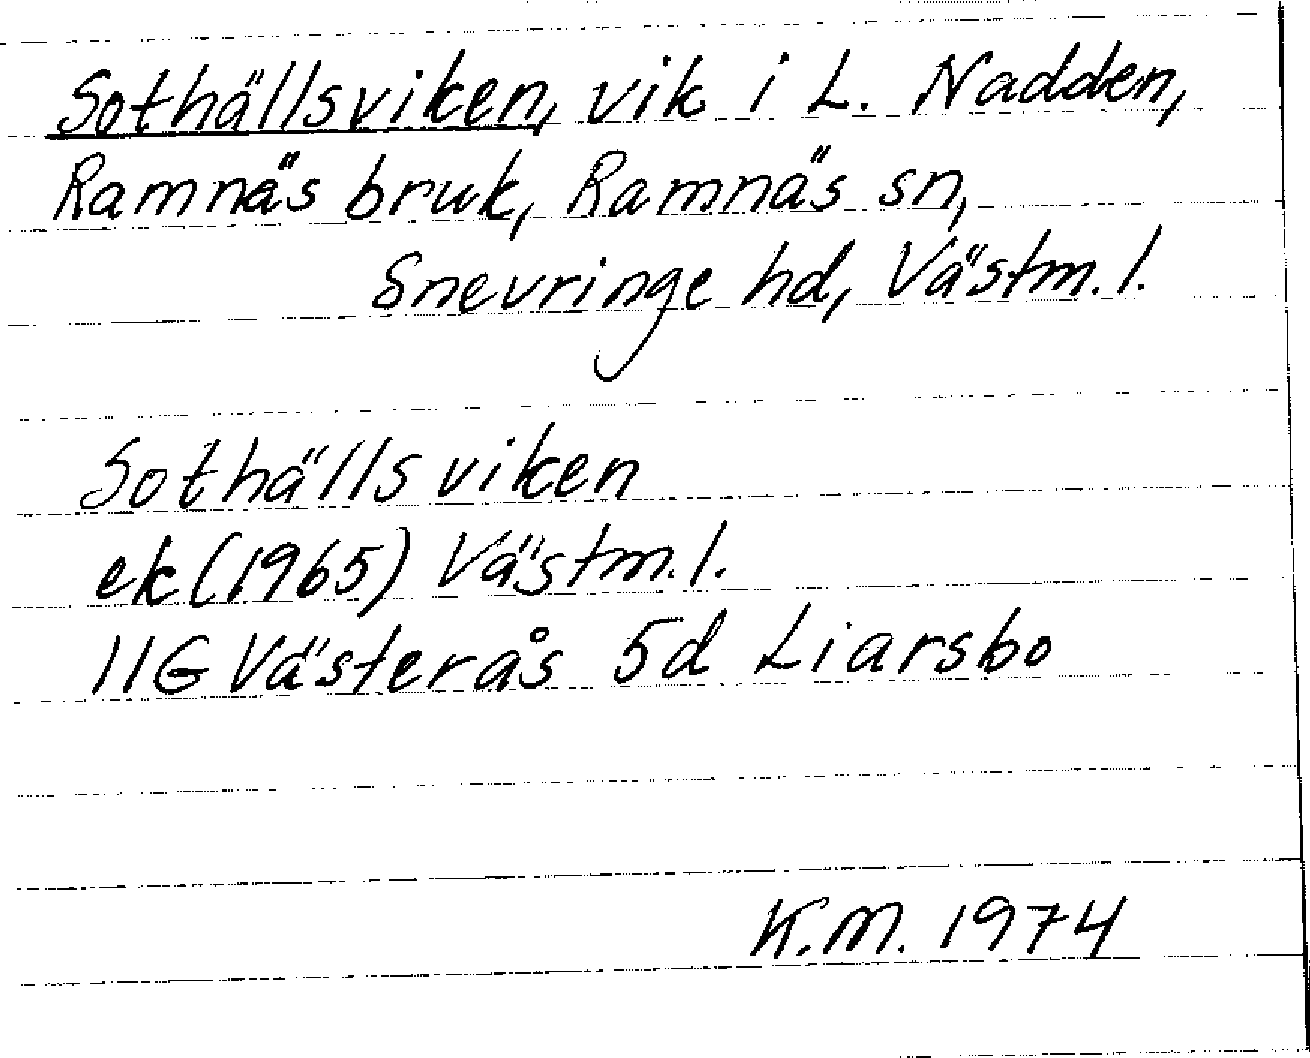 Sothällsviken, vik i L. Nadden,
Ramnäs bruk, Ramnäs sn,
Snevringe hd, Västm. l.
Sothällsviken
ek (1965) Västm. l.
11G Västerås 5d Liarsbo
K.M. 1974